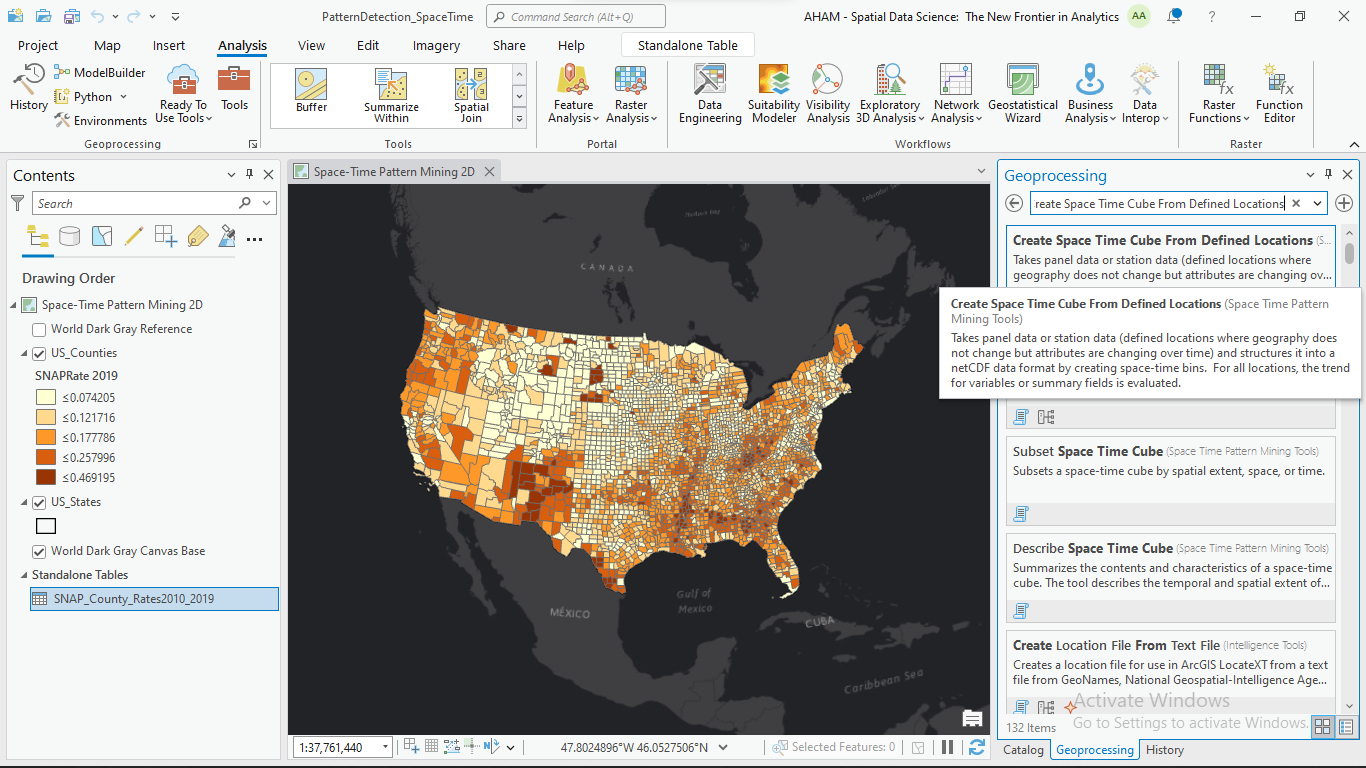 PatternDetection_SpaceTime
Command Search (Alt+Q)
AHAM - Spatial Data Science: The New Frontier in Analytics
AA
?
Project
Map
Insert
Analysis
View
Edit
Imagery
Share
Help
Standalone Table
History
ModelBuilder
Python
Environments
Ready To
Use Tools
Tools
Geoprocessing
Buffer
Summarize
Within
Spatial
Join
Tools
Feature
Analysis
Raster
Analysis
Portal
Data
Engineering
Suitability
Modeler
Visibility
Analysis
Exploratory
3D Analysis
Network
Analysis
Geostatistical
Wizard
Business
Analysis
Data
Interop
Workflows
Raster
Functions
Function
Editor
Raster
Contents
Search
Drawing Order
Space-Time Pattern Mining 2D
World Dark Gray Reference
US_Counties
SNAPRate 2019
≤0.074205
≤0.121716
≤0.177786
≤0.257996
≤0.469195
US_States
World Dark Gray Canvas Base
Standalone Tables
SNAP_County_Rates2010_2019
Space-Time Pattern Mining 2D
CANADA
Gulf of
Mexico
MÉXICO
CUBA
Caribbean Sea
1:37,761,440
47.8024896°W 46.0527506°N
Selected Features: 0
Geoprocessing
reate Space Time Cube From Defined Locations
Create Space Time Cube From Defined Locations (S...
Takes panel data or station data (defined locations where
geography does not change but attributes are changing ov...
Create Space Time Cube From Defined Locations (Space Time Pattern
Mining Tools)
Takes panel data or station data (defined locations where geography does
not change but attributes are changing over time) and structures it into a
netCDF data format by creating space-time bins. For all locations, the trend
for variables or summary fields is evaluated.
Subset Space Time Cube (Space Time Pattern Mining Tools)
Subsets a space-time cube by spatial extent, space, or time.
Describe Space Time Cube (Space Time Pattern Mining Tools)
Summarizes the contents and characteristics of a space-time
cube. The tool describes the temporal and spatial extent of...
Create Location File From Text File (Intelligence Tools)
Creates a location file for use in ArcGIS LocateXT from a text
file from GeoNames, National Geospatial-Intelligence Age...
Activate Windows
Go to Settings to activate Windows.
132 Items
Catalog
Geoprocessing
History